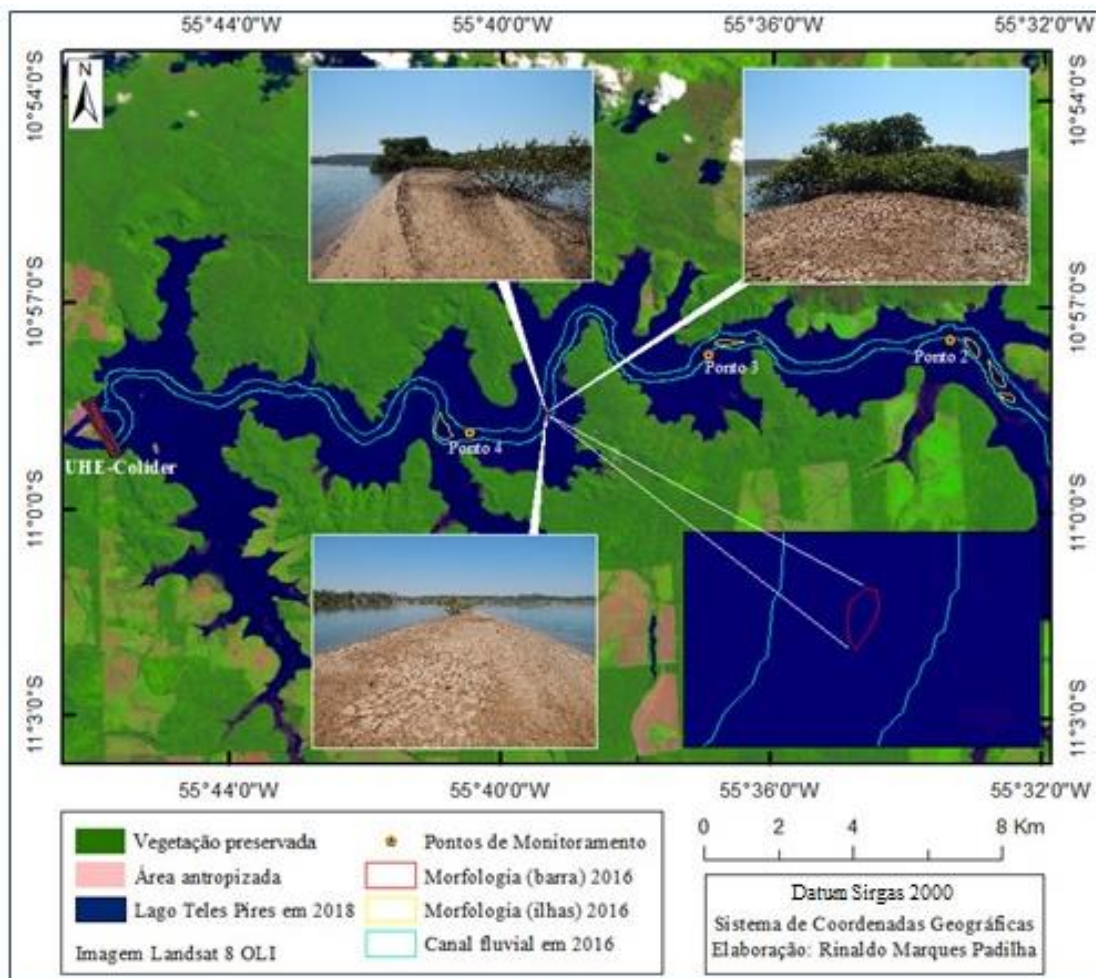 55°44'0"W
55°40'0"W
55°36'0"W
55°32'0"W
10°54'0"S
10°54'0"S
N
10°57'0"S
10°57'0"S
Ponto 2
Ponto 3
Ponto 4
UHE-Colider
11°0'0"S
11°0'0"S
11°3'0"S
11°3'0"S
55°44'0"W
55°40'0"W
55°36'0"W
55°32'0"W
Vegetação preservada
Área antropizada
Lago Teles Pires em 2018
Imagem Landsat 8 OLI
Pontos de Monitoramento
Morfologia (barra) 2016
Morfologia (ilhas) 2016
Canal fluvial em 2016
0 2 4 8 Km
Datum Sirgas 2000
Sistema de Coordenadas Geográficas
Elaboração: Rinaldo Marques Padilha